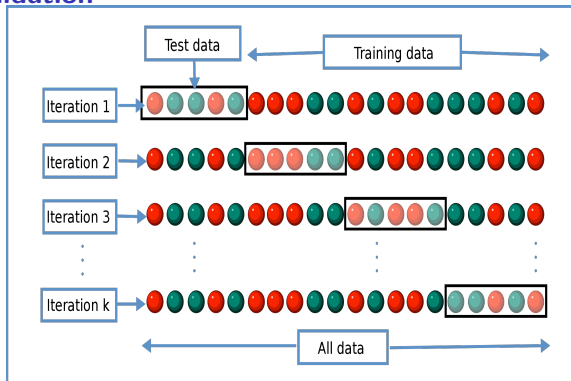 Test data
Training data
Iteration 1
Iteration 2
Iteration 3
Iteration k
All data